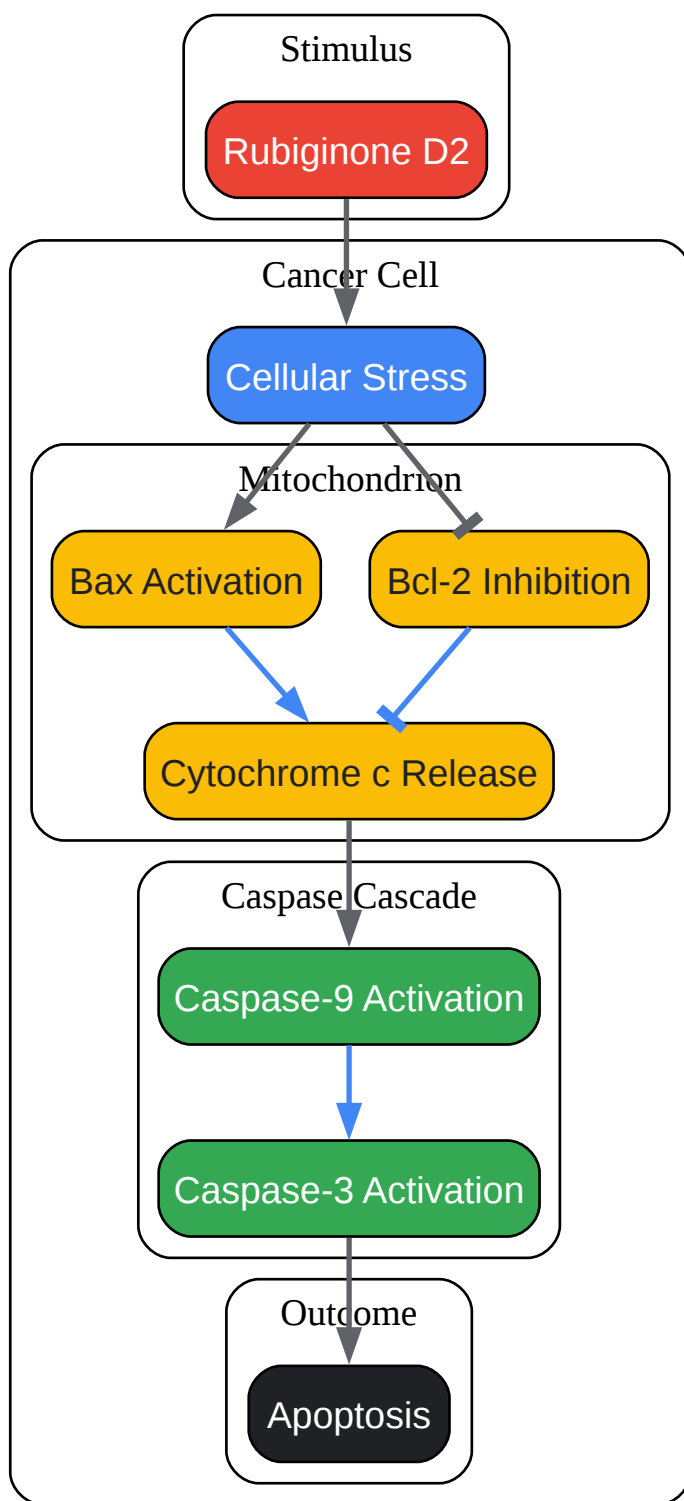 Stimulus
Rubiginone D2
Cancer Cell
Cellular Stress
Mitochondrion
Bax Activation
Bcl-2 Inhibition
Cytochrome c Release
Caspase Cascade
Caspase-9 Activation
Caspase-3 Activation
Outcome
Apoptosis